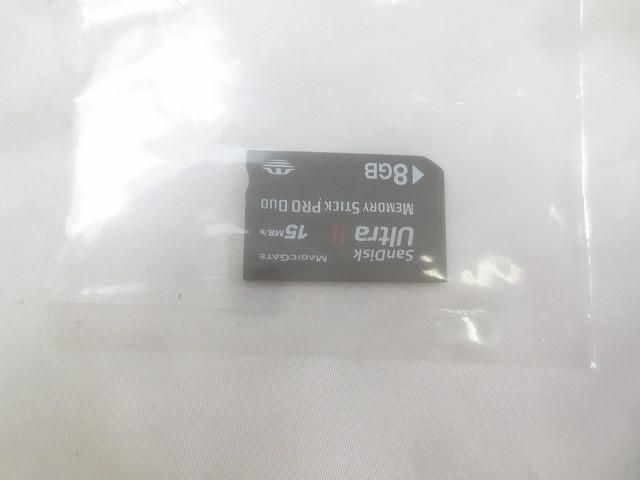 SanDisk MAGICGATE
Ultra II 15MB/s
MEMORY STICK PRO DUO
8GB